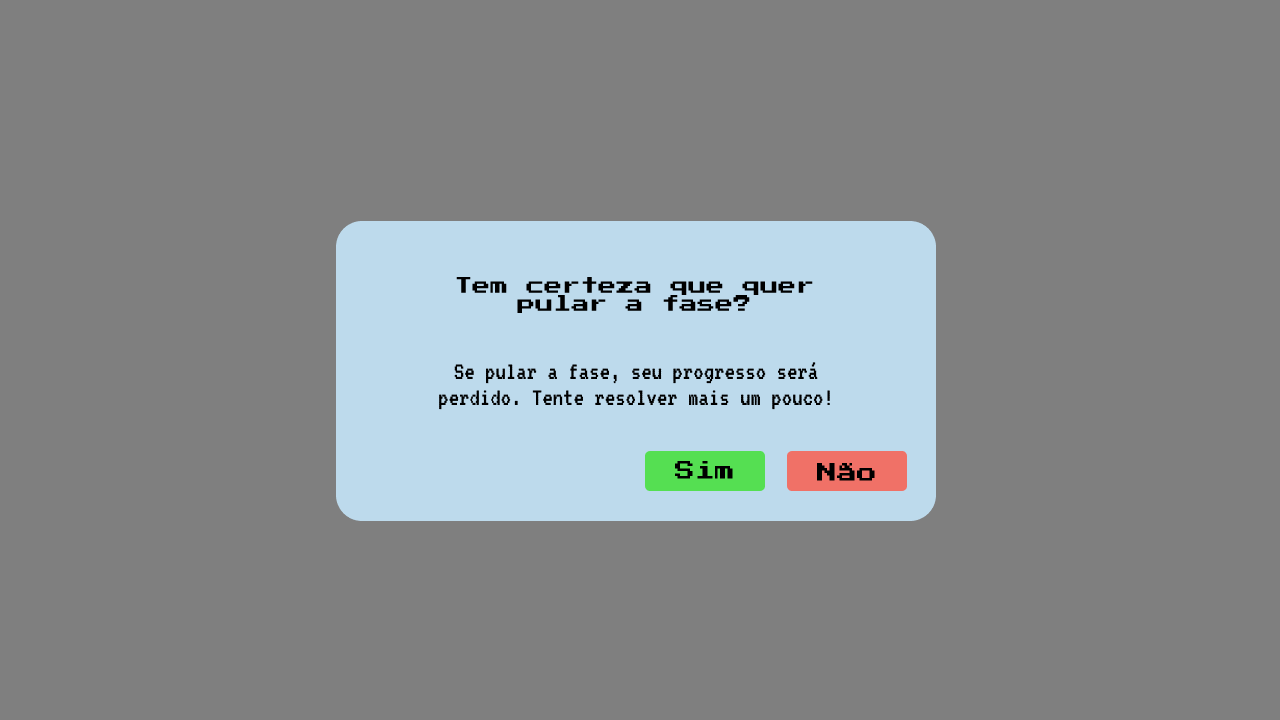 Tem certeza que quer
pular a fase?
Se pular a fase, seu progresso será
perdido. Tente resolver mais um pouco!
Sim
Não